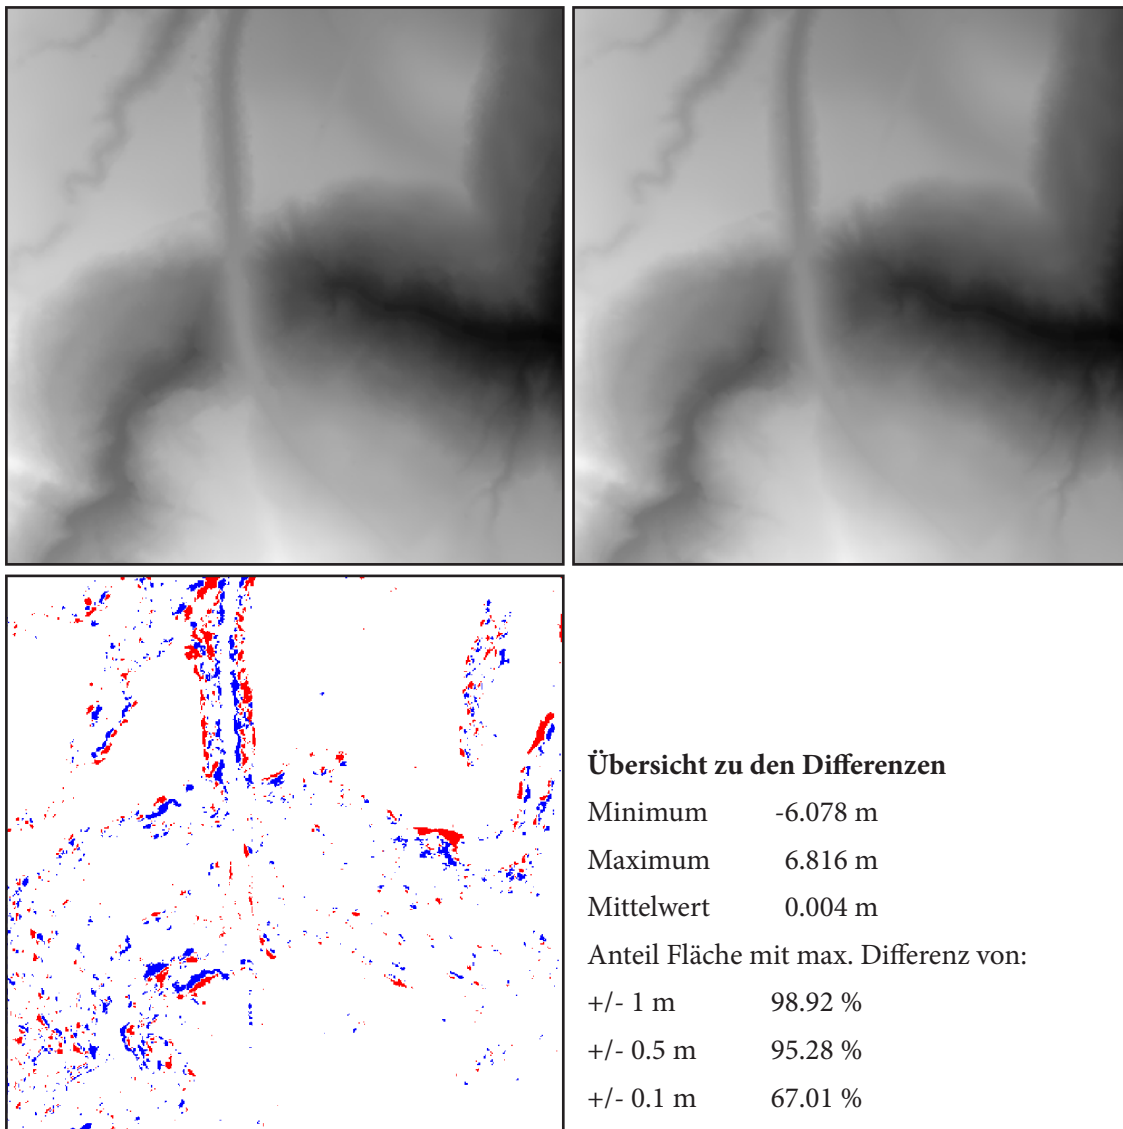 Übersicht zu den Differenzen
Minimum -6.078 m
Maximum 6.816 m
Mittelwert 0.004 m
Anteil Fläche mit max. Differenz von:
+/- 1 m 98.92 %
+/- 0.5 m 95.28 %
+/- 0.1 m 67.01 %